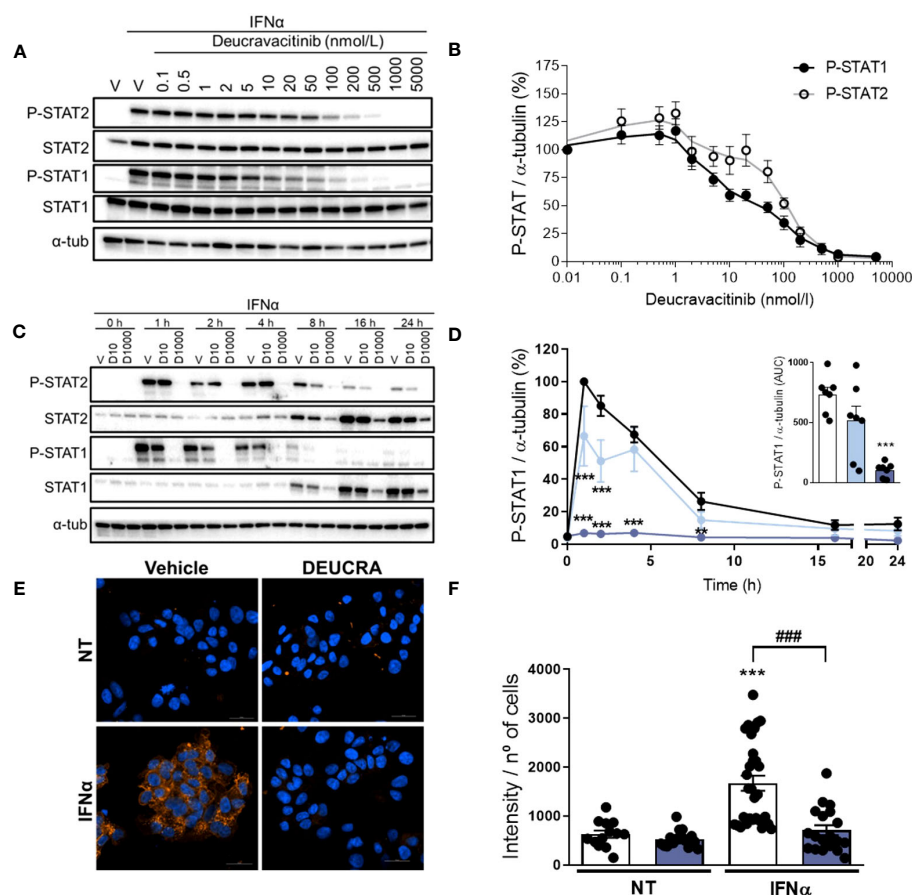 A
IFNα
Deucravacitinib (nmol/L)
V V 0.1 0.5 1 2 5 10 20 50 100 200 500 1000 5000
P-STAT2
STAT2
P-STAT1
STAT1
α-tub
B
P-STAT1
P-STAT2
P-STAT / α-tubulin (%)
175
150
125
100
75
50
25
0
0.01 0.1 1 10 100 1000 10000
Deucravacitinib (nmol/l)
C
IFNα
0 h 1 h 2 h 4 h 8 h 16 h 24 h
V D10 D1000 V D10 D1000 V D10 D1000 V D10 D1000 V D10 D1000 V D10 D1000 V D10 D1000
P-STAT2
STAT2
P-STAT1
STAT1
α-tub
D
P-STAT1 / α-tubulin (%)
120
100
80
60
40
20
0
*** *** *** *** *** **
0 5 10 15 20 24
Time (h)
P-STAT1 / α-tubulin (AUC)
1000
500
0
***
E
Vehicle DEUCRA
NT
IFNα
F
Intensity / nº of cells
4000
3000
2000
1000
0
***
###
NT IFNα